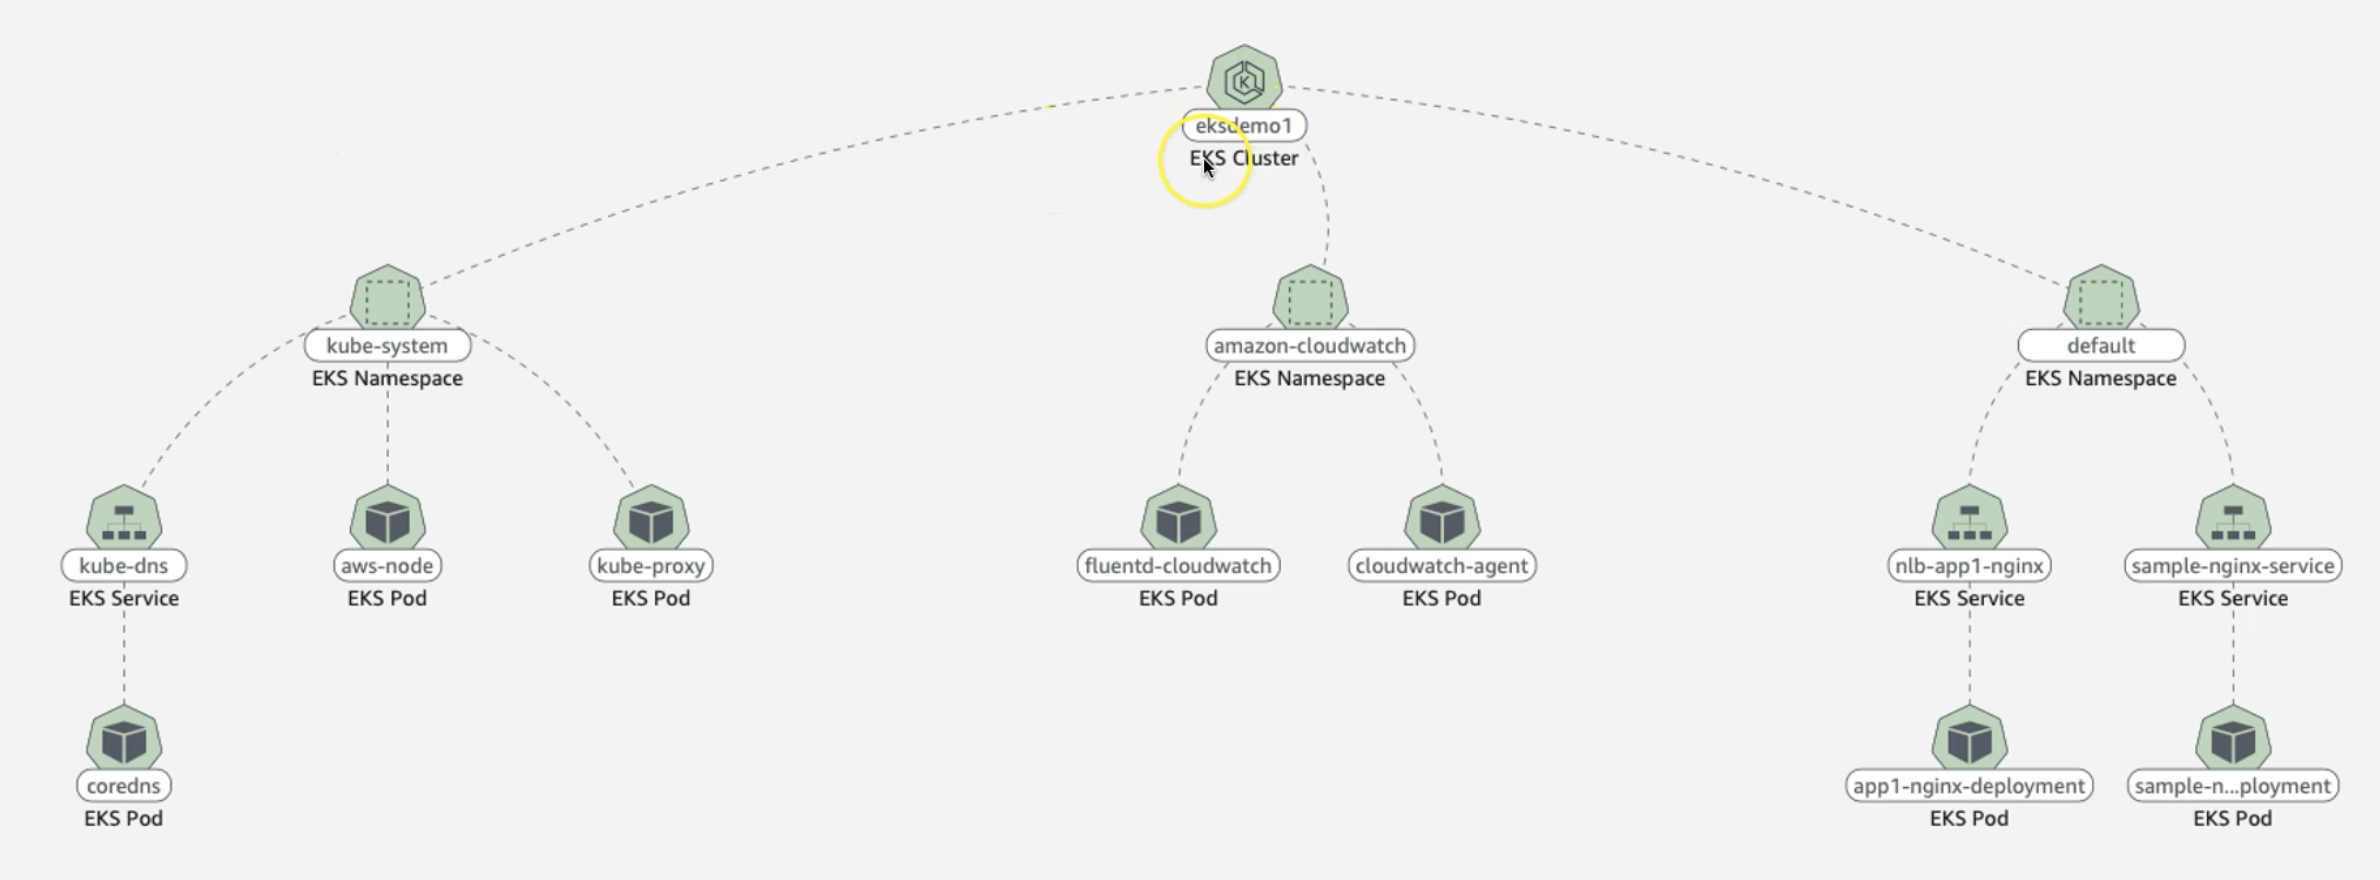 eksdemo1
EKS Cluster
kube-system
EKS Namespace
amazon-cloudwatch
EKS Namespace
default
EKS Namespace
kube-dns
EKS Service
aws-node
EKS Pod
kube-proxy
EKS Pod
fluentd-cloudwatch
EKS Pod
cloudwatch-agent
EKS Pod
nlb-app1-nginx
EKS Service
sample-nginx-service
EKS Service
coredns
EKS Pod
app1-nginx-deployment
EKS Pod
sample-n...ployment
EKS Pod